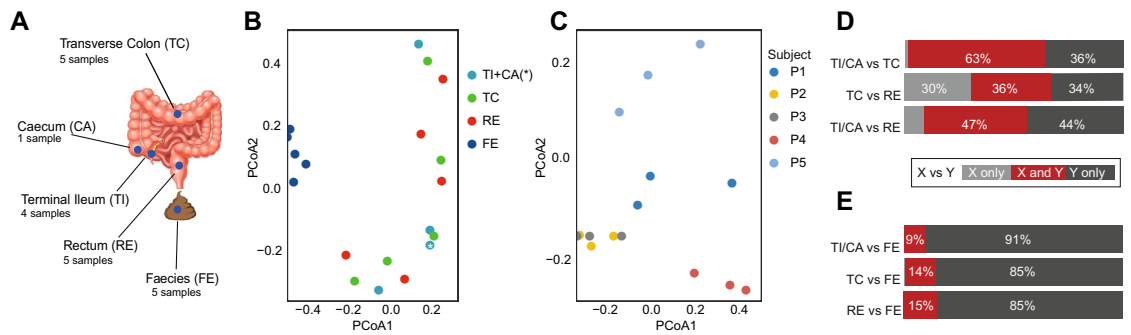 A
Transverse Colon (TC)
5 samples
Caecum (CA)
1 sample
Terminal Ileum (TI)
4 samples
Rectum (RE)
5 samples
Faecies (FE)
5 samples
B
PCoA2
0.4
0.2
0.0
−0.2
−0.4
−0.2
0.0
0.2
PCoA1
*
TI+CA(*)
TC
RE
FE
C
PCoA2
0.2
0.0
−0.2
−0.2
0.0
0.2
0.4
PCoA1
Subject
P1
P2
P3
P4
P5
D
TI/CA vs TC
63%
36%
TC vs RE
30%
36%
34%
TI/CA vs RE
47%
44%
X vs Y
X only
X and Y
Y only
E
TI/CA vs FE
9%
91%
TC vs FE
14%
85%
RE vs FE
15%
85%